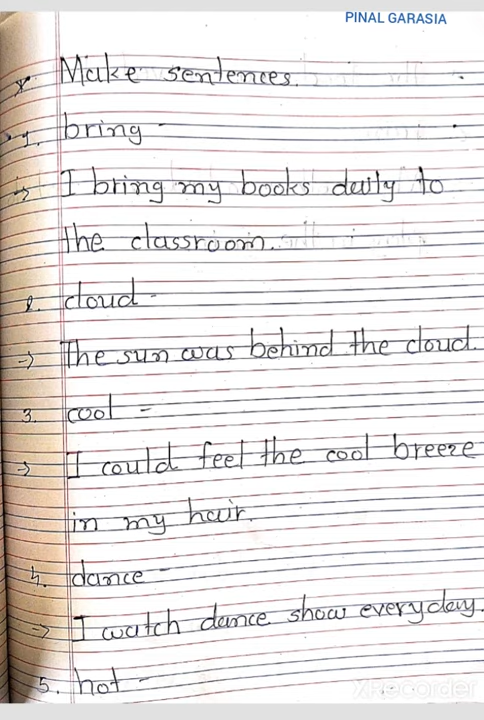 PINAL GARASIA
* Make sentences.
1. bring -
→ I bring my books daily to
the classroom.
2. cloud -
→ The sun was behind the cloud.
3. cool -
→ I could feel the cool breeze
in my hair.
4. dance -
→ I watch dance show everyday.
5. hot -
XRecorder